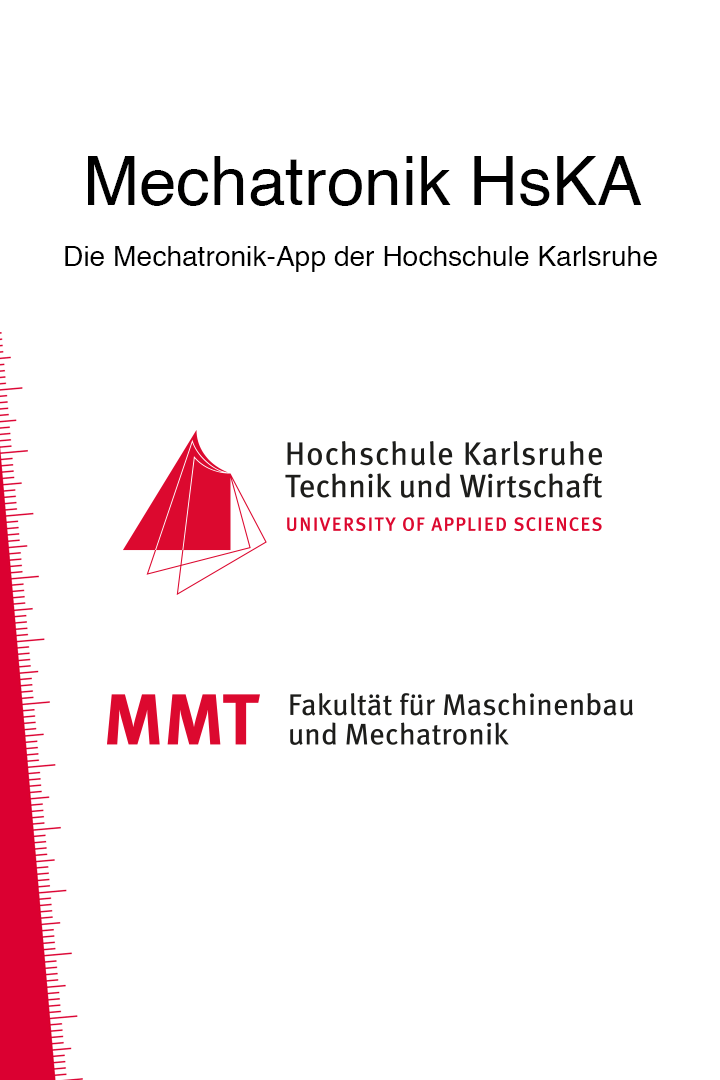 Mechatronik HsKA
Die Mechatronik-App der Hochschule Karlsruhe
Hochschule Karlsruhe
Technik und Wirtschaft
UNIVERSITY OF APPLIED SCIENCES
MMT
Fakultät für Maschinenbau
und Mechatronik